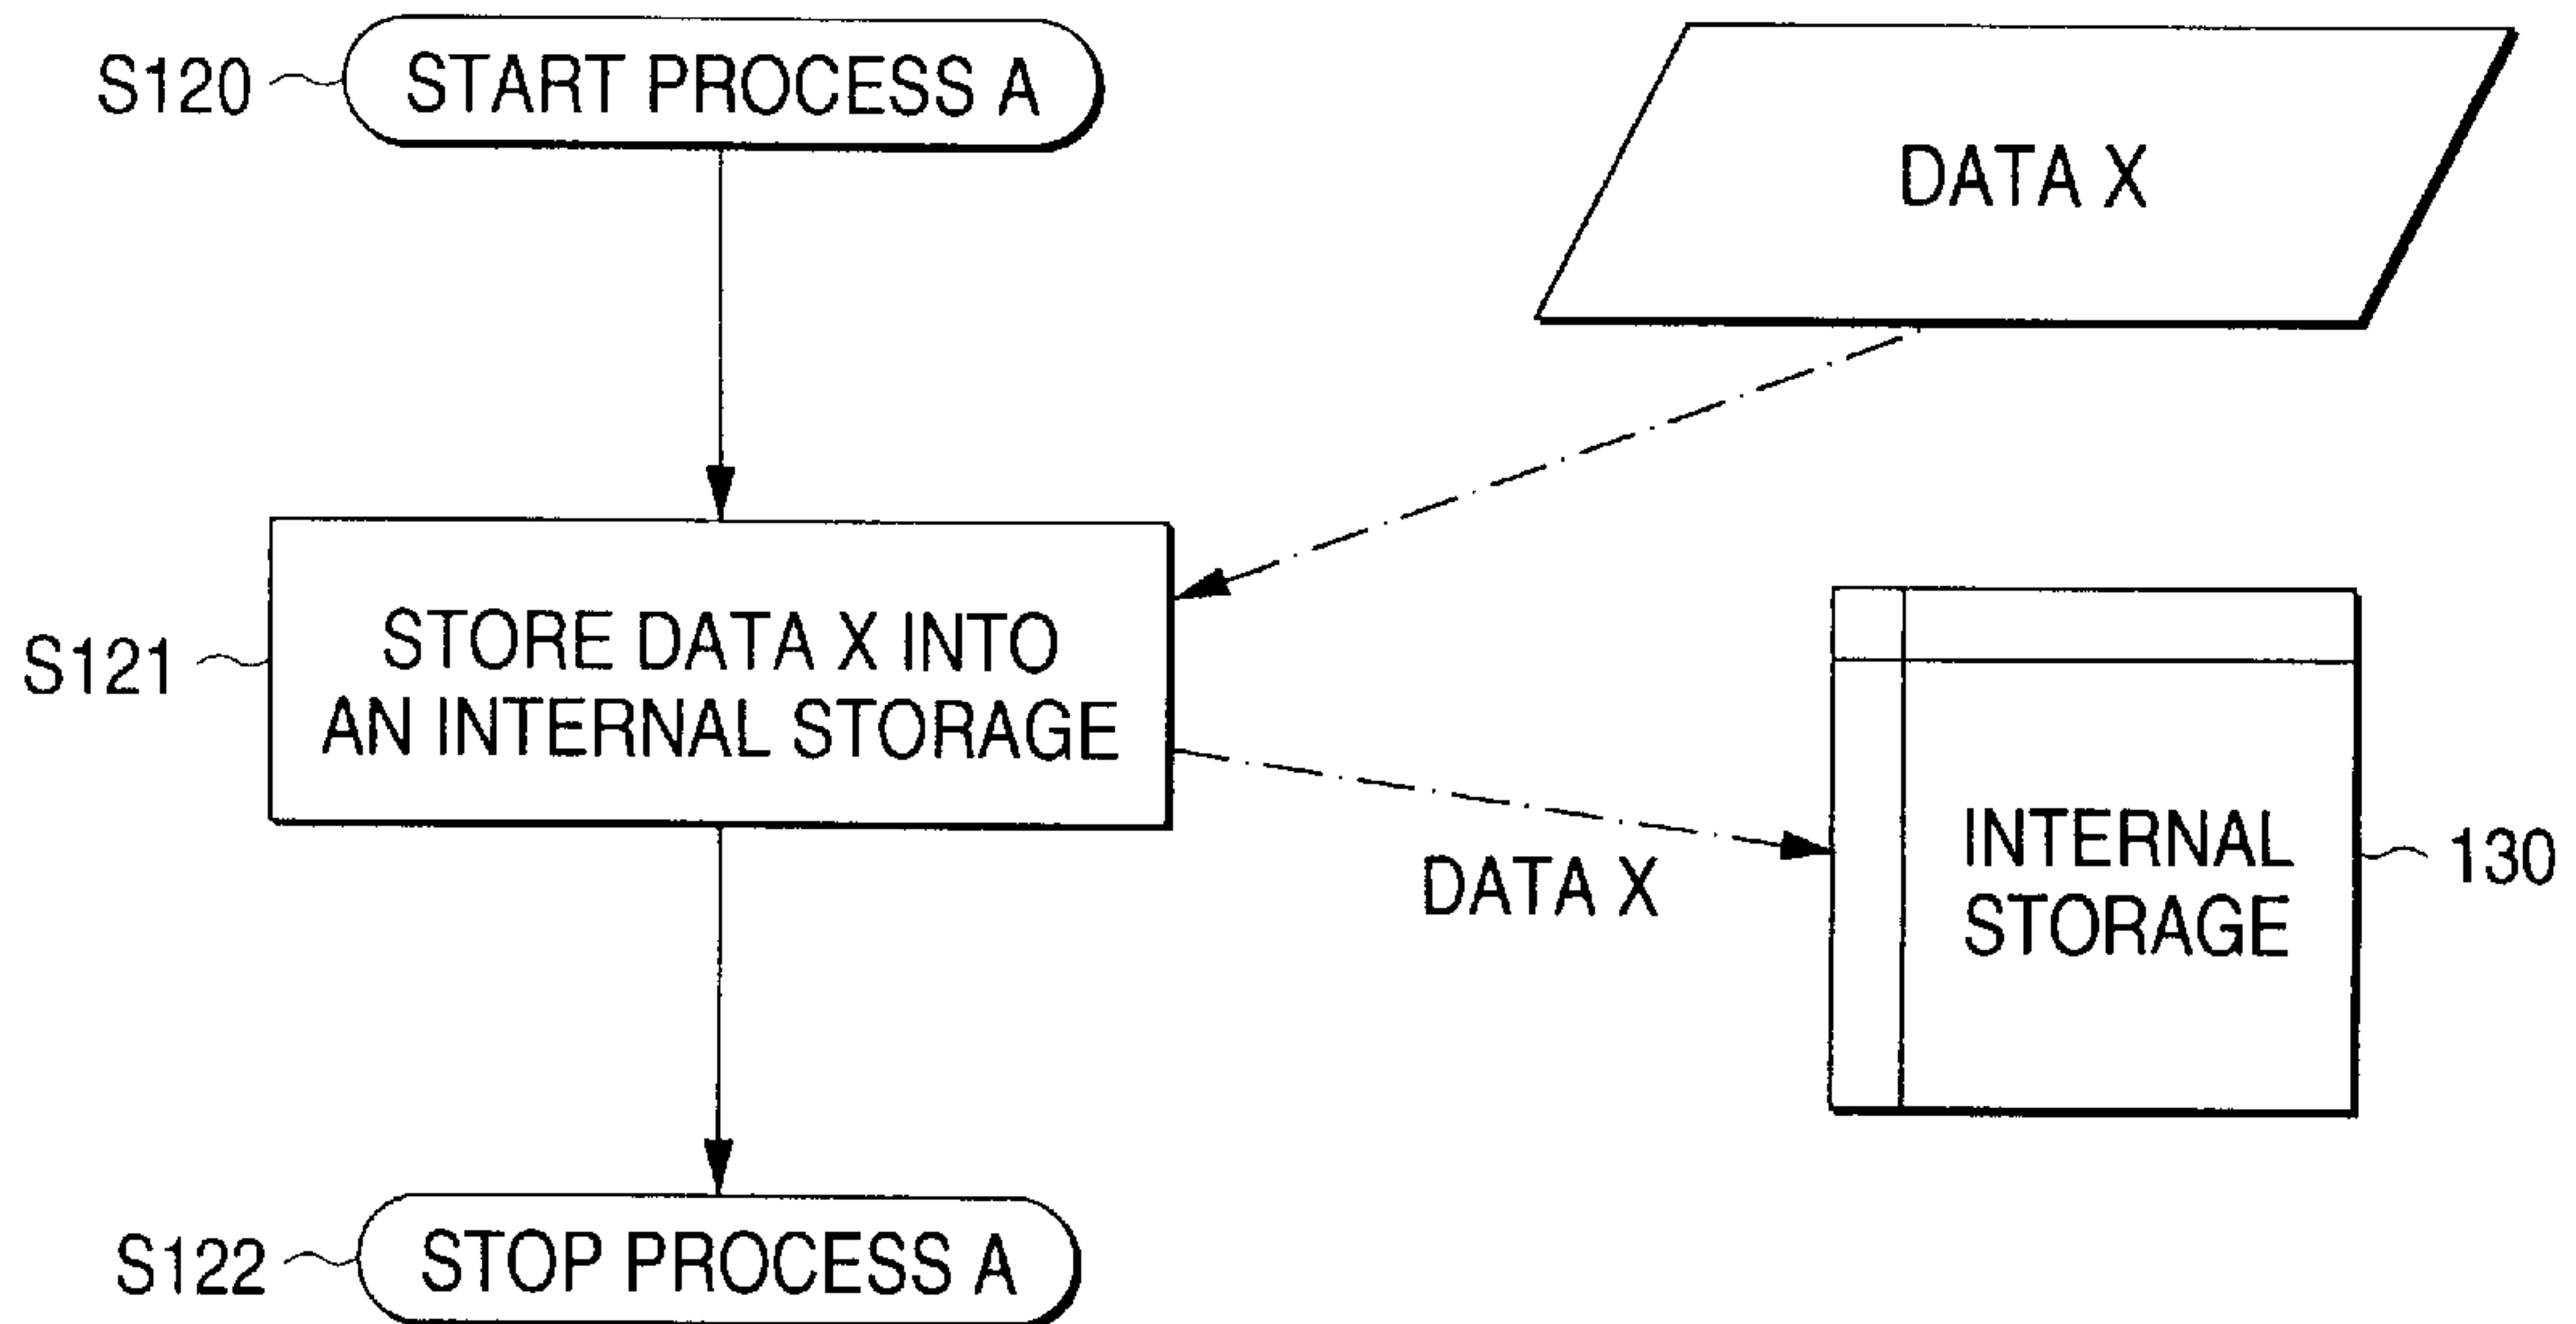 S120
START PROCESS A
DATA X
S121
STORE DATA X INTO
AN INTERNAL STORAGE
DATA X
INTERNAL
STORAGE
130
S122
STOP PROCESS A